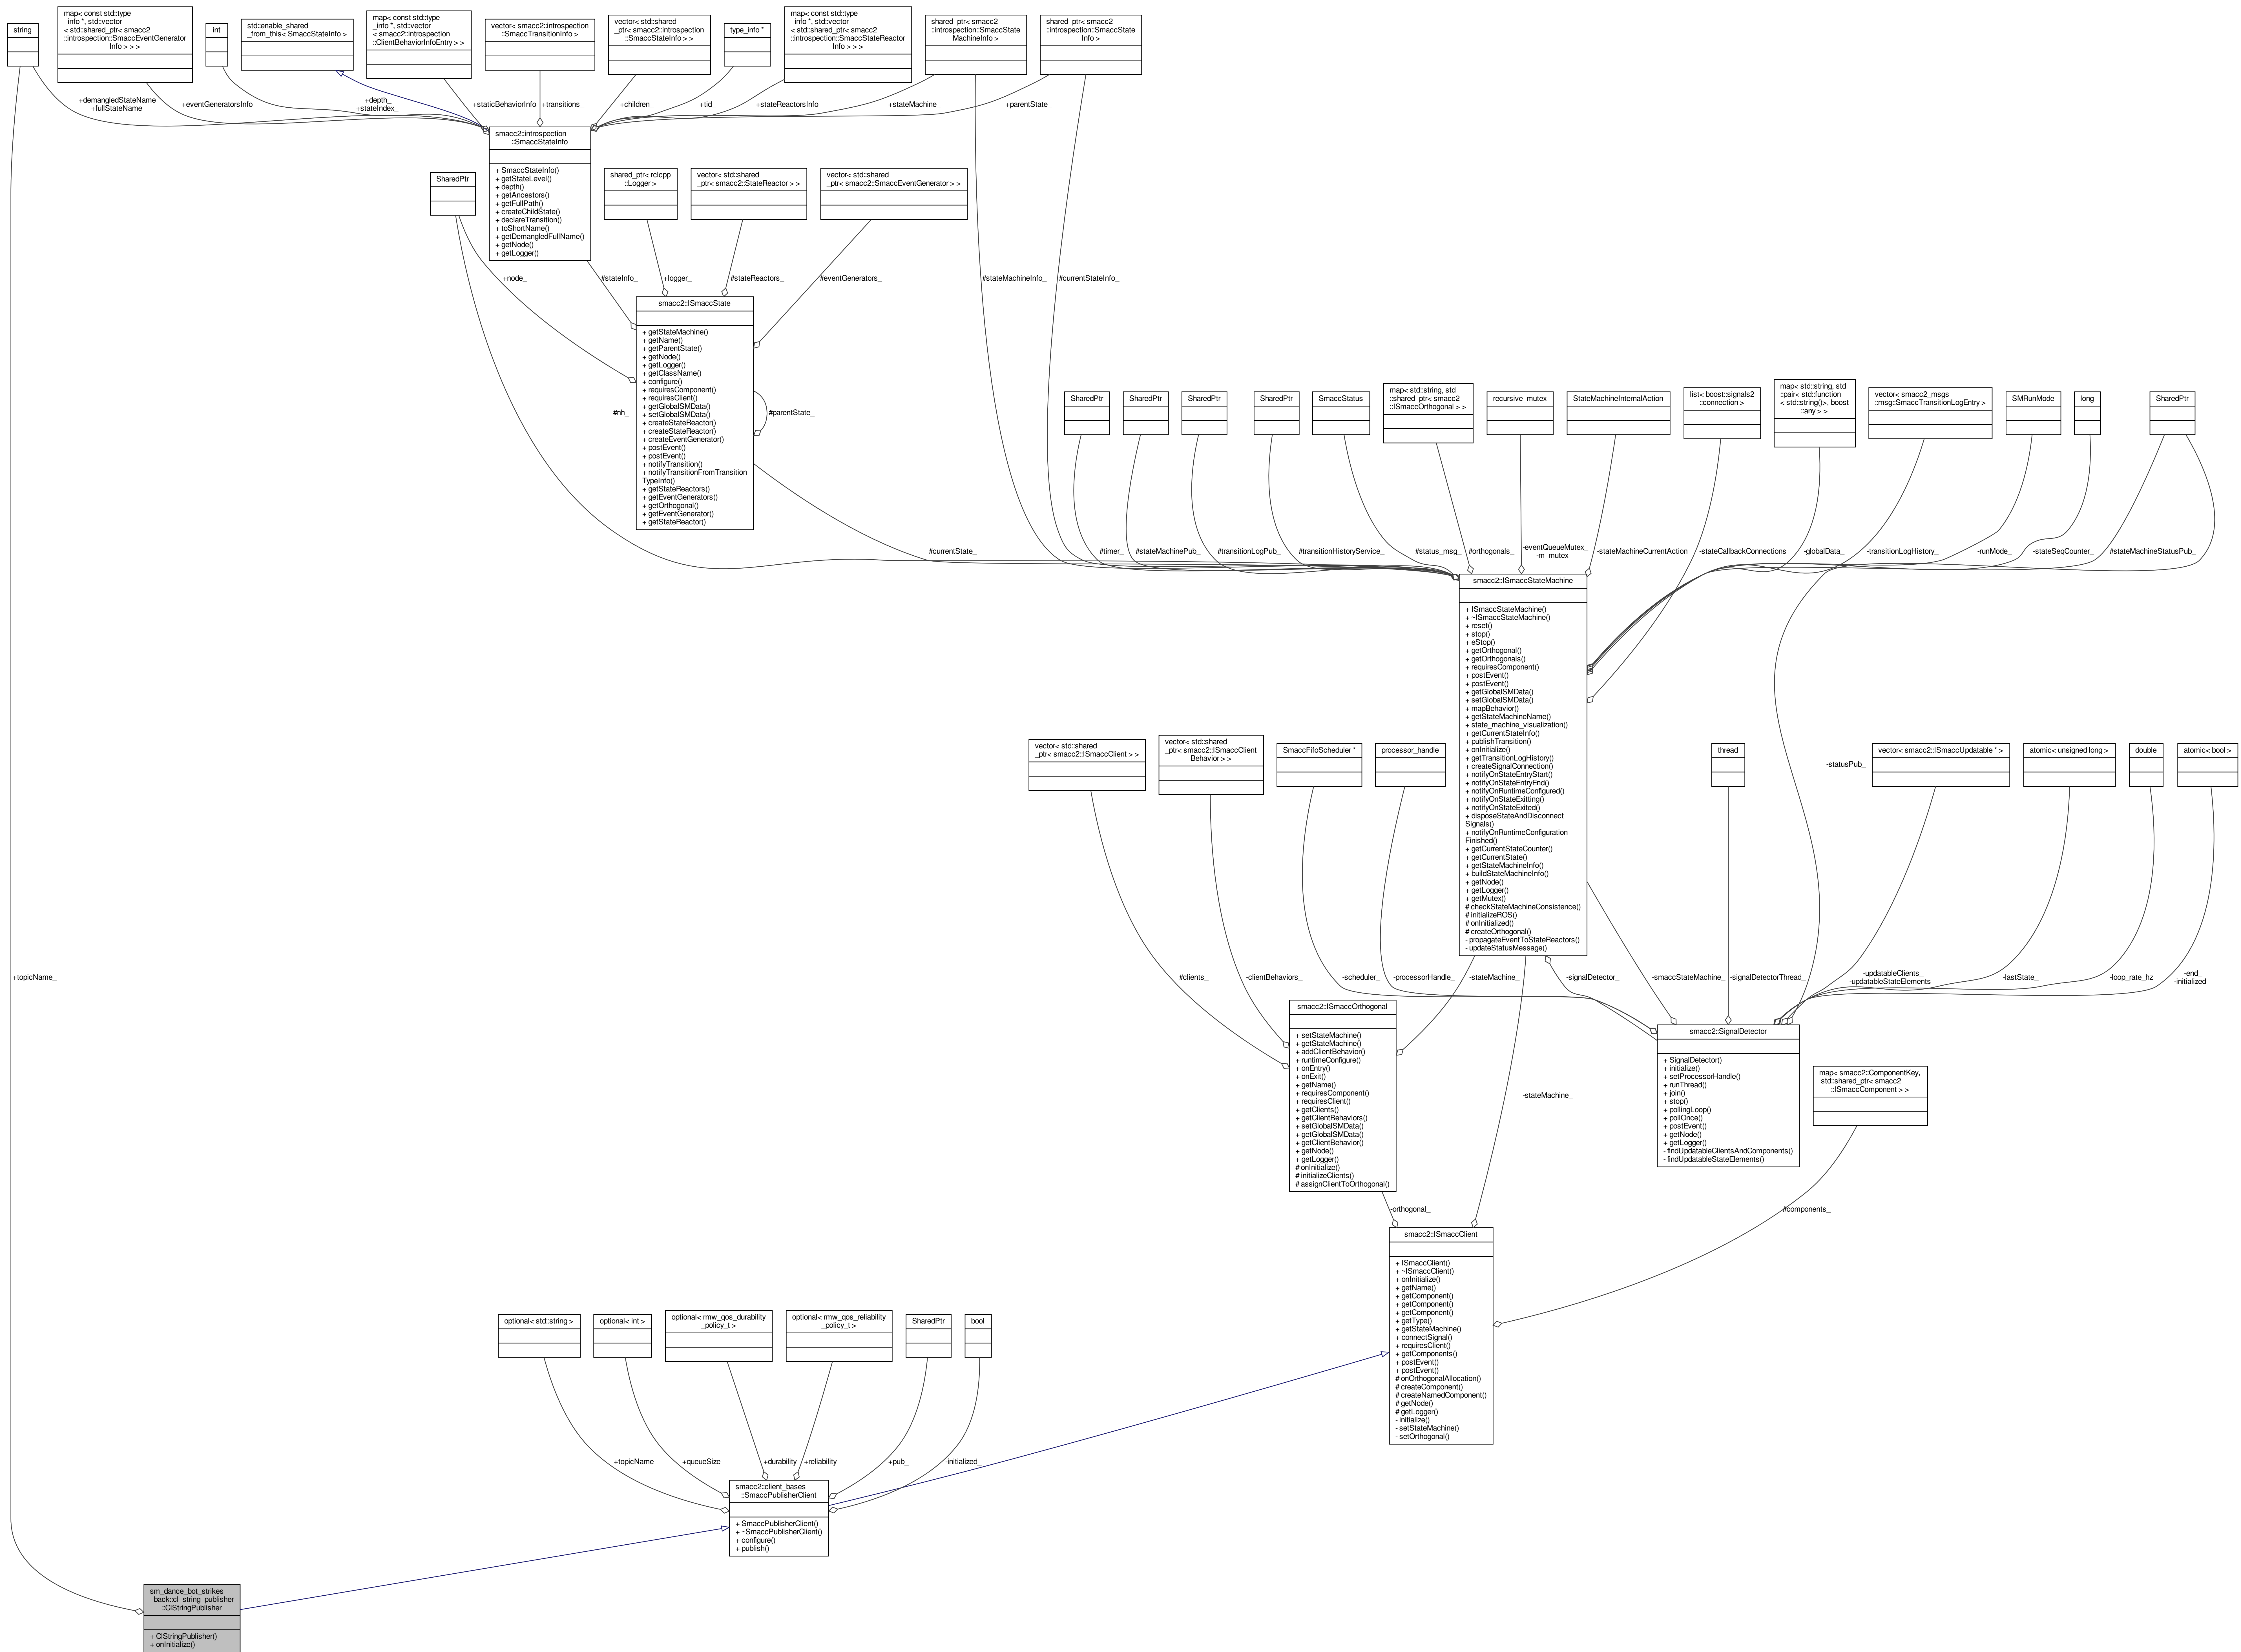 string
map< const std::type
_info *, std::vector
< std::shared_ptr< smacc2
::introspection::SmaccEventGenerator
Info > > >
int
std::enable_shared
_from_this< SmaccStateInfo >
map< const std::type
_info *, std::vector
< smacc2::introspection
::ClientBehaviorInfoEntry > >
vector< smacc2::introspection
::SmaccTransitionInfo >
vector< std::shared
_ptr< smacc2::introspection
::SmaccStateInfo > >
type_info *
map< const std::type
_info *, std::vector
< std::shared_ptr< smacc2
::introspection::SmaccStateReactor
Info > > >
shared_ptr< smacc2
::introspection::SmaccState
MachineInfo >
shared_ptr< smacc2
::introspection::SmaccState
Info >
+demangledStateName
+fullStateName
+eventGeneratorsInfo
+depth_
+stateIndex_
+staticBehaviorInfo
+transitions_
+children_
+tid_
+stateReactorsInfo
+stateMachine_
+parentState_
smacc2::introspection
::SmaccStateInfo
+ SmaccStateInfo()
+ getStateLevel()
+ depth()
+ getAncestors()
+ getFullPath()
+ createChildState()
+ declareTransition()
+ toShortName()
+ getDemangledFullName()
+ getNode()
+ getLogger()
SharedPtr
shared_ptr< rclcpp
::Logger >
vector< std::shared
_ptr< smacc2::StateReactor > >
vector< std::shared
_ptr< smacc2::SmaccEventGenerator > >
+node_
#stateInfo_
+logger_
#stateReactors_
#eventGenerators_
#stateMachineInfo_
#currentStateInfo_
smacc2::ISmaccState
+ getStateMachine()
+ getName()
+ getParentState()
+ getNode()
+ getLogger()
+ getClassName()
+ configure()
+ requiresComponent()
+ requiresClient()
+ getGlobalSMData()
+ setGlobalSMData()
+ createStateReactor()
+ createStateReactor()
+ createEventGenerator()
+ postEvent()
+ postEvent()
+ notifyTransition()
+ notifyTransitionFromTransition
TypeInfo()
+ getStateReactors()
+ getEventGenerators()
+ getOrthogonal()
+ getEventGenerator()
+ getStateReactor()
#nh_
#parentState_
SharedPtr
SharedPtr
SharedPtr
SharedPtr
SmaccStatus
map< std::string, std
::shared_ptr< smacc2
::ISmaccOrthogonal > >
recursive_mutex
StateMachineInternalAction
list< boost::signals2
::connection >
map< std::string, std
::pair< std::function
< std::string()>, boost
::any > >
vector< smacc2_msgs
::msg::SmaccTransitionLogEntry >
SMRunMode
long
SharedPtr
#currentState_
#timer_
#stateMachinePub_
#transitionLogPub_
#transitionHistoryService_
#status_msg_
#orthogonals_
-eventQueueMutex_
-m_mutex_
-stateMachineCurrentAction
-stateCallbackConnections
-globalData_
-transitionLogHistory_
-runMode_
-stateSeqCounter_
#stateMachineStatusPub_
smacc2::ISmaccStateMachine
+ ISmaccStateMachine()
+ ~ISmaccStateMachine()
+ reset()
+ stop()
+ eStop()
+ getOrthogonal()
+ getOrthogonals()
+ requiresComponent()
+ postEvent()
+ postEvent()
+ getGlobalSMData()
+ setGlobalSMData()
+ mapBehavior()
+ getStateMachineName()
+ state_machine_visualization()
+ getCurrentStateInfo()
+ publishTransition()
+ onInitialize()
+ getTransitionLogHistory()
+ createSignalConnection()
+ notifyOnStateEntryStart()
+ notifyOnStateEntryEnd()
+ notifyOnRuntimeConfigured()
+ notifyOnStateExitting()
+ notifyOnStateExited()
+ disposeStateAndDisconnect
Signals()
+ notifyOnRuntimeConfiguration
Finished()
+ getCurrentStateCounter()
+ getCurrentState()
+ getStateMachineInfo()
+ buildStateMachineInfo()
+ getNode()
+ getLogger()
+ getMutex()
# checkStateMachineConsistence()
# initializeROS()
# onInitialized()
# createOrthogonal()
- propagateEventToStateReactors()
- updateStatusMessage()
vector< std::shared
_ptr< smacc2::ISmaccClient > >
vector< std::shared
_ptr< smacc2::ISmaccClient
Behavior > >
SmaccFifoScheduler *
processor_handle
thread
-statusPub_
vector< smacc2::ISmaccUpdatable * >
atomic< unsigned long >
double
atomic< bool >
+topicName_
#clients_
-clientBehaviors_
-scheduler_
-processorHandle_
-stateMachine_
-signalDetector_
-smaccStateMachine_
-signalDetectorThread_
-updatableClients_
-updatableStateElements_
-lastState_
-loop_rate_hz
-end_
-initialized_
smacc2::ISmaccOrthogonal
+ setStateMachine()
+ getStateMachine()
+ addClientBehavior()
+ runtimeConfigure()
+ onEntry()
+ onExit()
+ getName()
+ requiresComponent()
+ requiresClient()
+ getClients()
+ getClientBehaviors()
+ setGlobalSMData()
+ getGlobalSMData()
+ getClientBehavior()
+ getNode()
+ getLogger()
# onInitialize()
# initializeClients()
# assignClientToOrthogonal()
smacc2::SignalDetector
+ SignalDetector()
+ initialize()
+ setProcessorHandle()
+ runThread()
+ join()
+ stop()
+ pollingLoop()
+ pollOnce()
+ postEvent()
+ getNode()
+ getLogger()
- findUpdatableClientsAndComponents()
- findUpdatableStateElements()
map< smacc2::ComponentKey,
std::shared_ptr< smacc2
::ISmaccComponent > >
-stateMachine_
-orthogonal_
#components_
smacc2::ISmaccClient
+ ISmaccClient()
+ ~ISmaccClient()
+ onInitialize()
+ getName()
+ getComponent()
+ getComponent()
+ getComponent()
+ getType()
+ getStateMachine()
+ connectSignal()
+ requiresClient()
+ getComponents()
+ postEvent()
+ postEvent()
# onOrthogonalAllocation()
# createComponent()
# createNamedComponent()
# getNode()
# getLogger()
- initialize()
- setStateMachine()
- setOrthogonal()
optional< std::string >
optional< int >
optional< rmw_qos_durability
_policy_t >
optional< rmw_qos_reliability
_policy_t >
SharedPtr
bool
+topicName
+queueSize
+durability
+reliability
+pub_
-initialized_
smacc2::client_bases
::SmaccPublisherClient
+ SmaccPublisherClient()
+ ~SmaccPublisherClient()
+ configure()
+ publish()
sm_dance_bot_strikes
_back::cl_string_publisher
::ClStringPublisher
+ ClStringPublisher()
+ onInitialize()